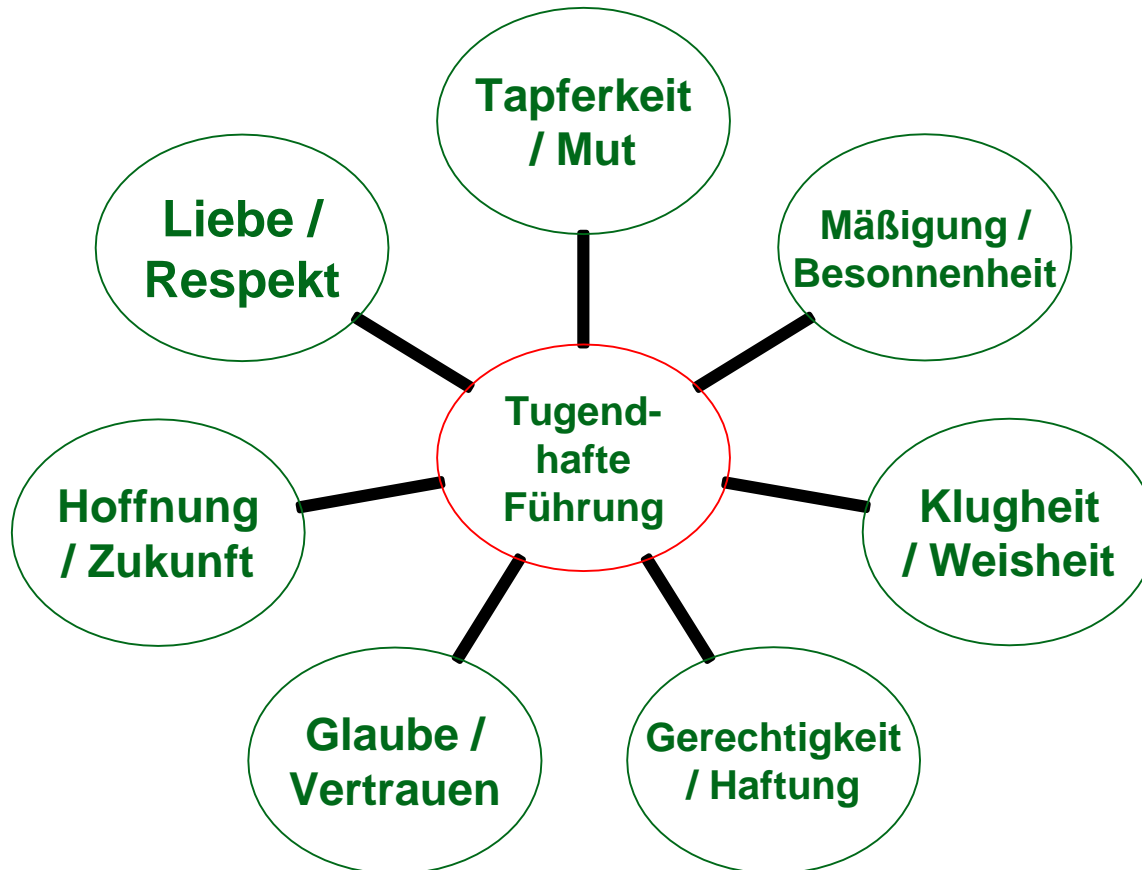 Tapferkeit
/ Mut
Liebe /
Respekt
Mäßigung /
Besonnenheit
Tugend-
hafte
Führung
Hoffnung
/ Zukunft
Klugheit
/ Weisheit
Glaube /
Vertrauen
Gerechtigkeit
/ Haftung